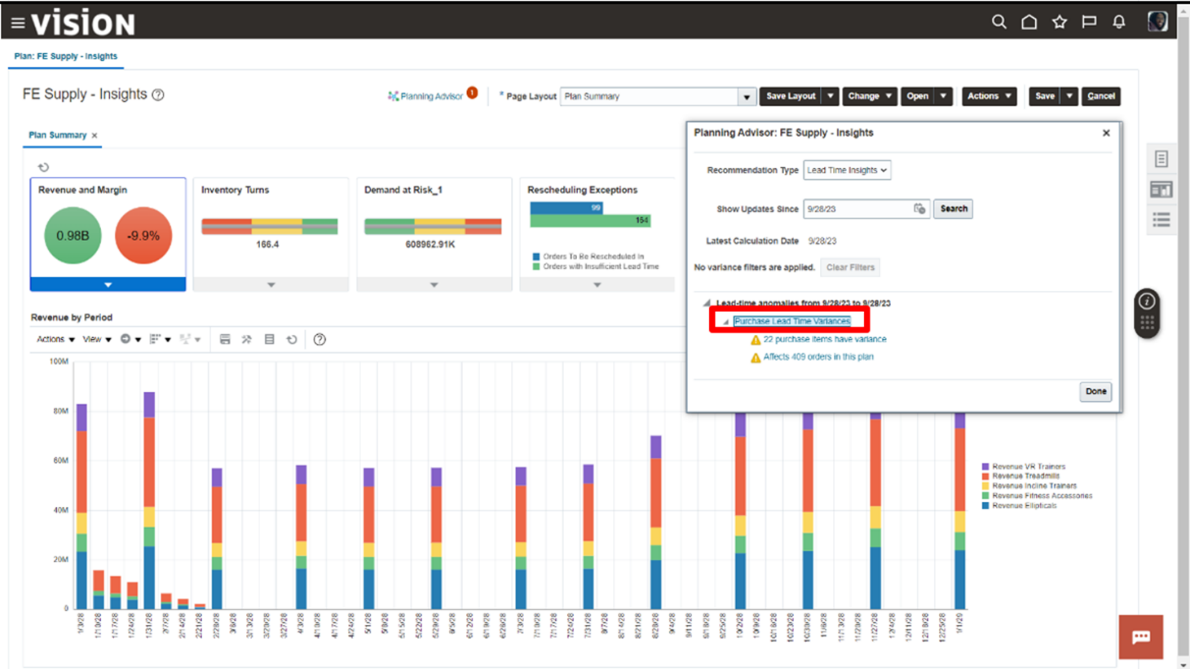 vision
Plan: FE Supply - Insights
FE Supply - Insights
Planning Advisor 1
* Page Layout Plan Summary
Save Layout
Change
Open
Actions
Save
Cancel
Plan Summary ×
Revenue and Margin
0.98B
-9.9%
Inventory Turns
166.4
Demand at Risk_1
608962.91K
Rescheduling Exceptions
99
154
Orders To Be Rescheduled In
Orders with Insufficient Lead Time
Planning Advisor: FE Supply - Insights
Recommendation Type Lead Time Insights
Show Updates Since 9/28/23 Search
Latest Calculation Date 9/28/23
No variance filters are applied. Clear Filters
Lead-time anomalies from 9/28/23 to 9/28/23
Purchase Lead Time Variances
22 purchase items have variance
Affects 409 orders in this plan
Done
Revenue by Period
Actions View
100M
80M
60M
40M
20M
0
Revenue VR Trainers
Revenue Treadmills
Revenue Incline Trainers
Revenue Fitness Accessories
Revenue Ellipticals